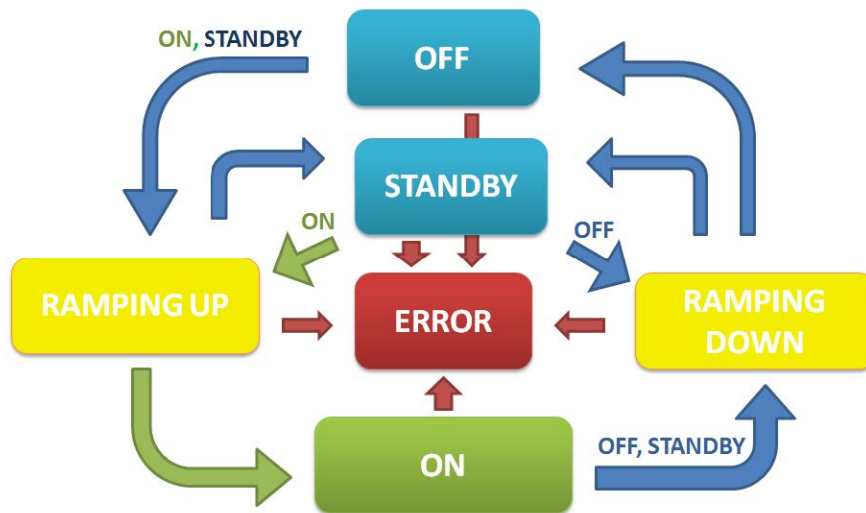 ON, STANDBY
OFF
STANDBY
ON
OFF
RAMPING UP
ERROR
RAMPING
DOWN
ON
OFF, STANDBY